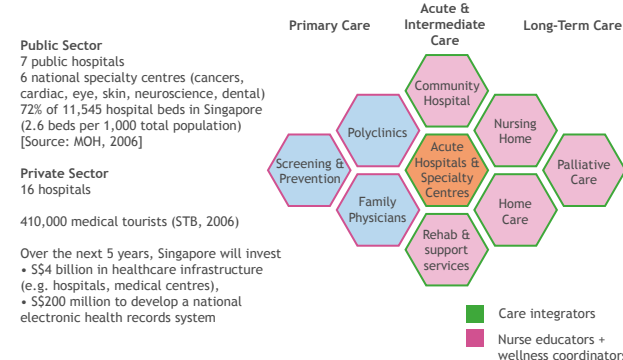 Primary Care
Acute &
Intermediate
Care
Long-Term Care
Public Sector
7 public hospitals
6 national specialty centres (cancers,
cardiac, eye, skin, neuroscience, dental)
72% of 11,545 hospital beds in Singapore
(2.6 beds per 1,000 total population)
[Source: MOH, 2006]
Private Sector
16 hospitals
410,000 medical tourists (STB, 2006)
Over the next 5 years, Singapore will invest
• S$4 billion in healthcare infrastructure
(e.g. hospitals, medical centres),
• S$200 million to develop a national
electronic health records system
Screening &
Prevention
Polyclinics
Family
Physicians
Community
Hospital
Acute
Hospitals &
Specialty
Centres
Rehab &
support
services
Nursing
Home
Home
Care
Palliative
Care
Care integrators
Nurse educators +
wellness coordinators